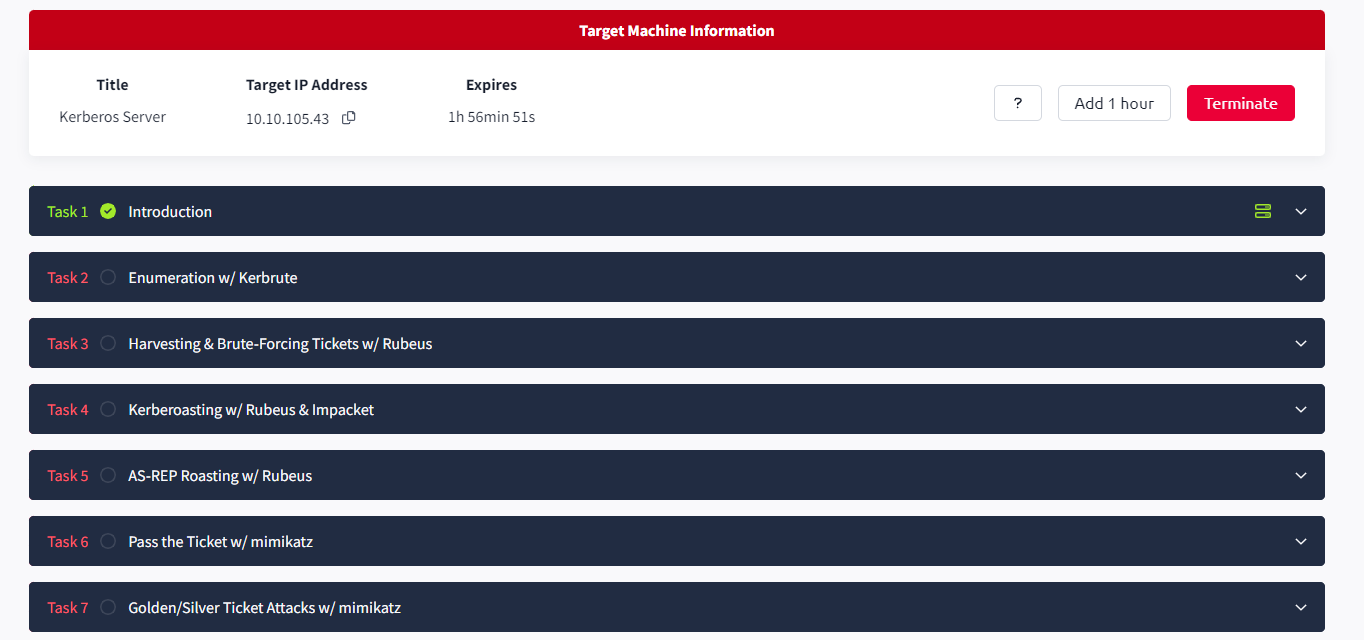 Target Machine Information
Title Target IP Address Expires
Kerberos Server 10.10.105.43 1h 56min 51s ? Add 1 hour Terminate
Task 1 Introduction
Task 2 Enumeration w/ Kerbrute
Task 3 Harvesting & Brute-Forcing Tickets w/ Rubeus
Task 4 Kerberoasting w/ Rubeus & Impacket
Task 5 AS-REP Roasting w/ Rubeus
Task 6 Pass the Ticket w/ mimikatz
Task 7 Golden/Silver Ticket Attacks w/ mimikatz